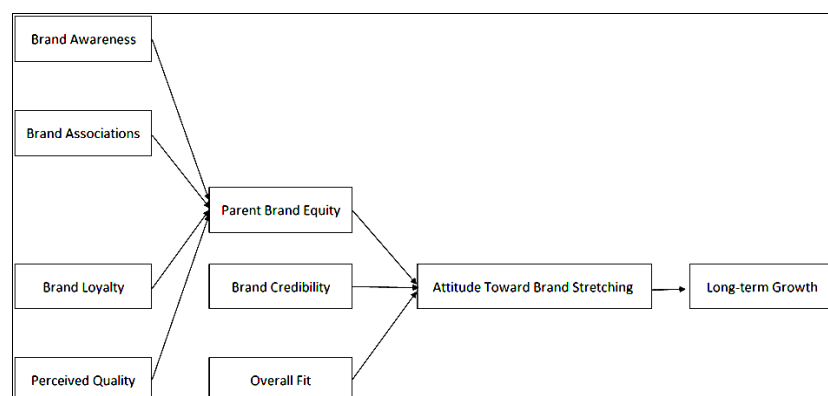 Brand Awareness
Brand Associations
Parent Brand Equity
Brand Loyalty
Brand Credibility
Attitude Toward Brand Stretching
Long-term Growth
Perceived Quality
Overall Fit